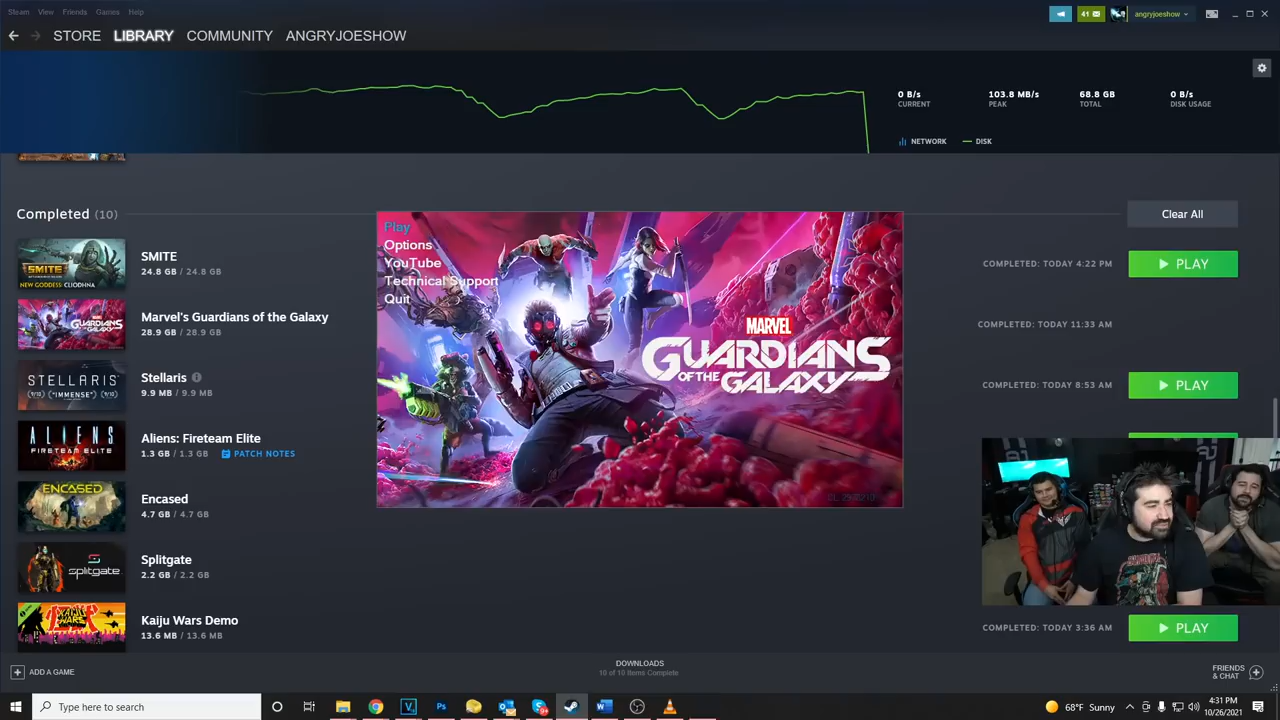 Steam View Friends Games Help
41
angryjoeshow
STORE LIBRARY COMMUNITY ANGRYJOESHOW
0 B/s 103.8 MB/s 68.8 GB 0 B/s
CURRENT PEAK TOTAL DISK USAGE
NETWORK DISK
Completed (10)
Clear All
SMITE
24.8 GB / 24.8 GB
SMITE
NEW GODDESS: CLIODHNA
COMPLETED: TODAY 4:22 PM
PLAY
Marvel's Guardians of the Galaxy
28.9 GB / 28.9 GB
GUARDIANS
COMPLETED: TODAY 11:33 AM
Stellaris
9.9 MB / 9.9 MB
STELLARIS
"IMMENSE"
COMPLETED: TODAY 8:53 AM
PLAY
Aliens: Fireteam Elite
1.3 GB / 1.3 GB PATCH NOTES
ALIENS
FIRETEAM ELITE
Encased
4.7 GB / 4.7 GB
ENCASED
Splitgate
2.2 GB / 2.2 GB
splitgate
Kaiju Wars Demo
13.6 MB / 13.6 MB
KAIJU WARS
COMPLETED: TODAY 3:36 AM
PLAY
Play
Options
YouTube
Technical Support
Quit
MARVEL
GUARDIANS
OF THE GALAXY
ADD A GAME
DOWNLOADS
10 of 10 Items Complete
FRIENDS
& CHAT
Type here to search
68°F Sunny
4:31 PM
10/26/2021